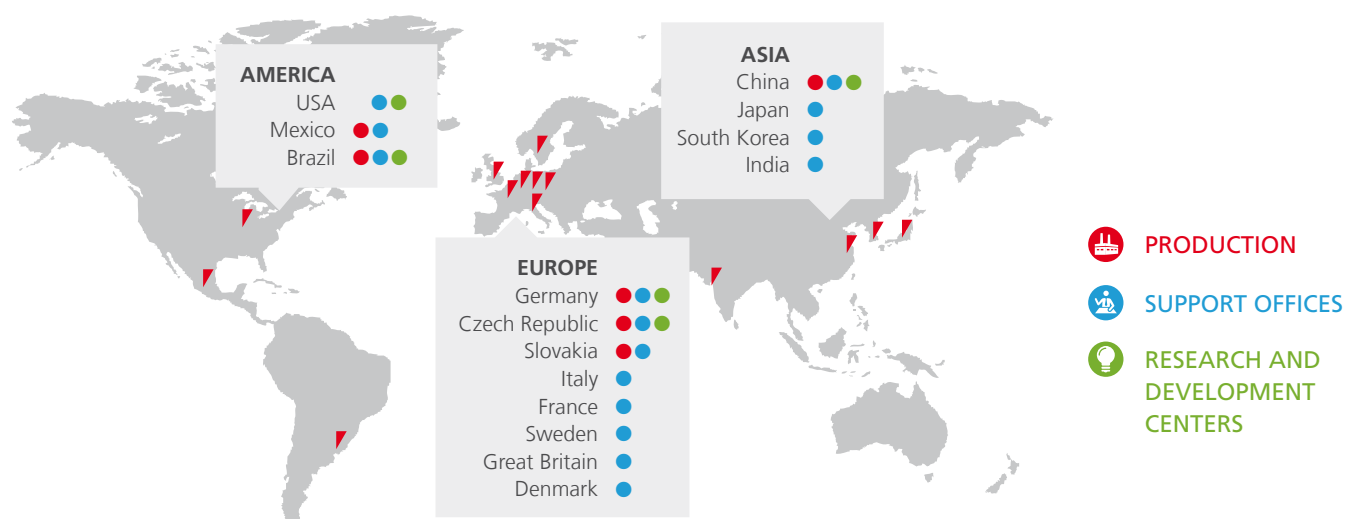 AMERICA
USA
Mexico
Brazil
ASIA
China
Japan
South Korea
India
EUROPE
Germany
Czech Republic
Slovakia
Italy
France
Sweden
Great Britain
Denmark
PRODUCTION
SUPPORT OFFICES
RESEARCH AND
DEVELOPMENT
CENTERS